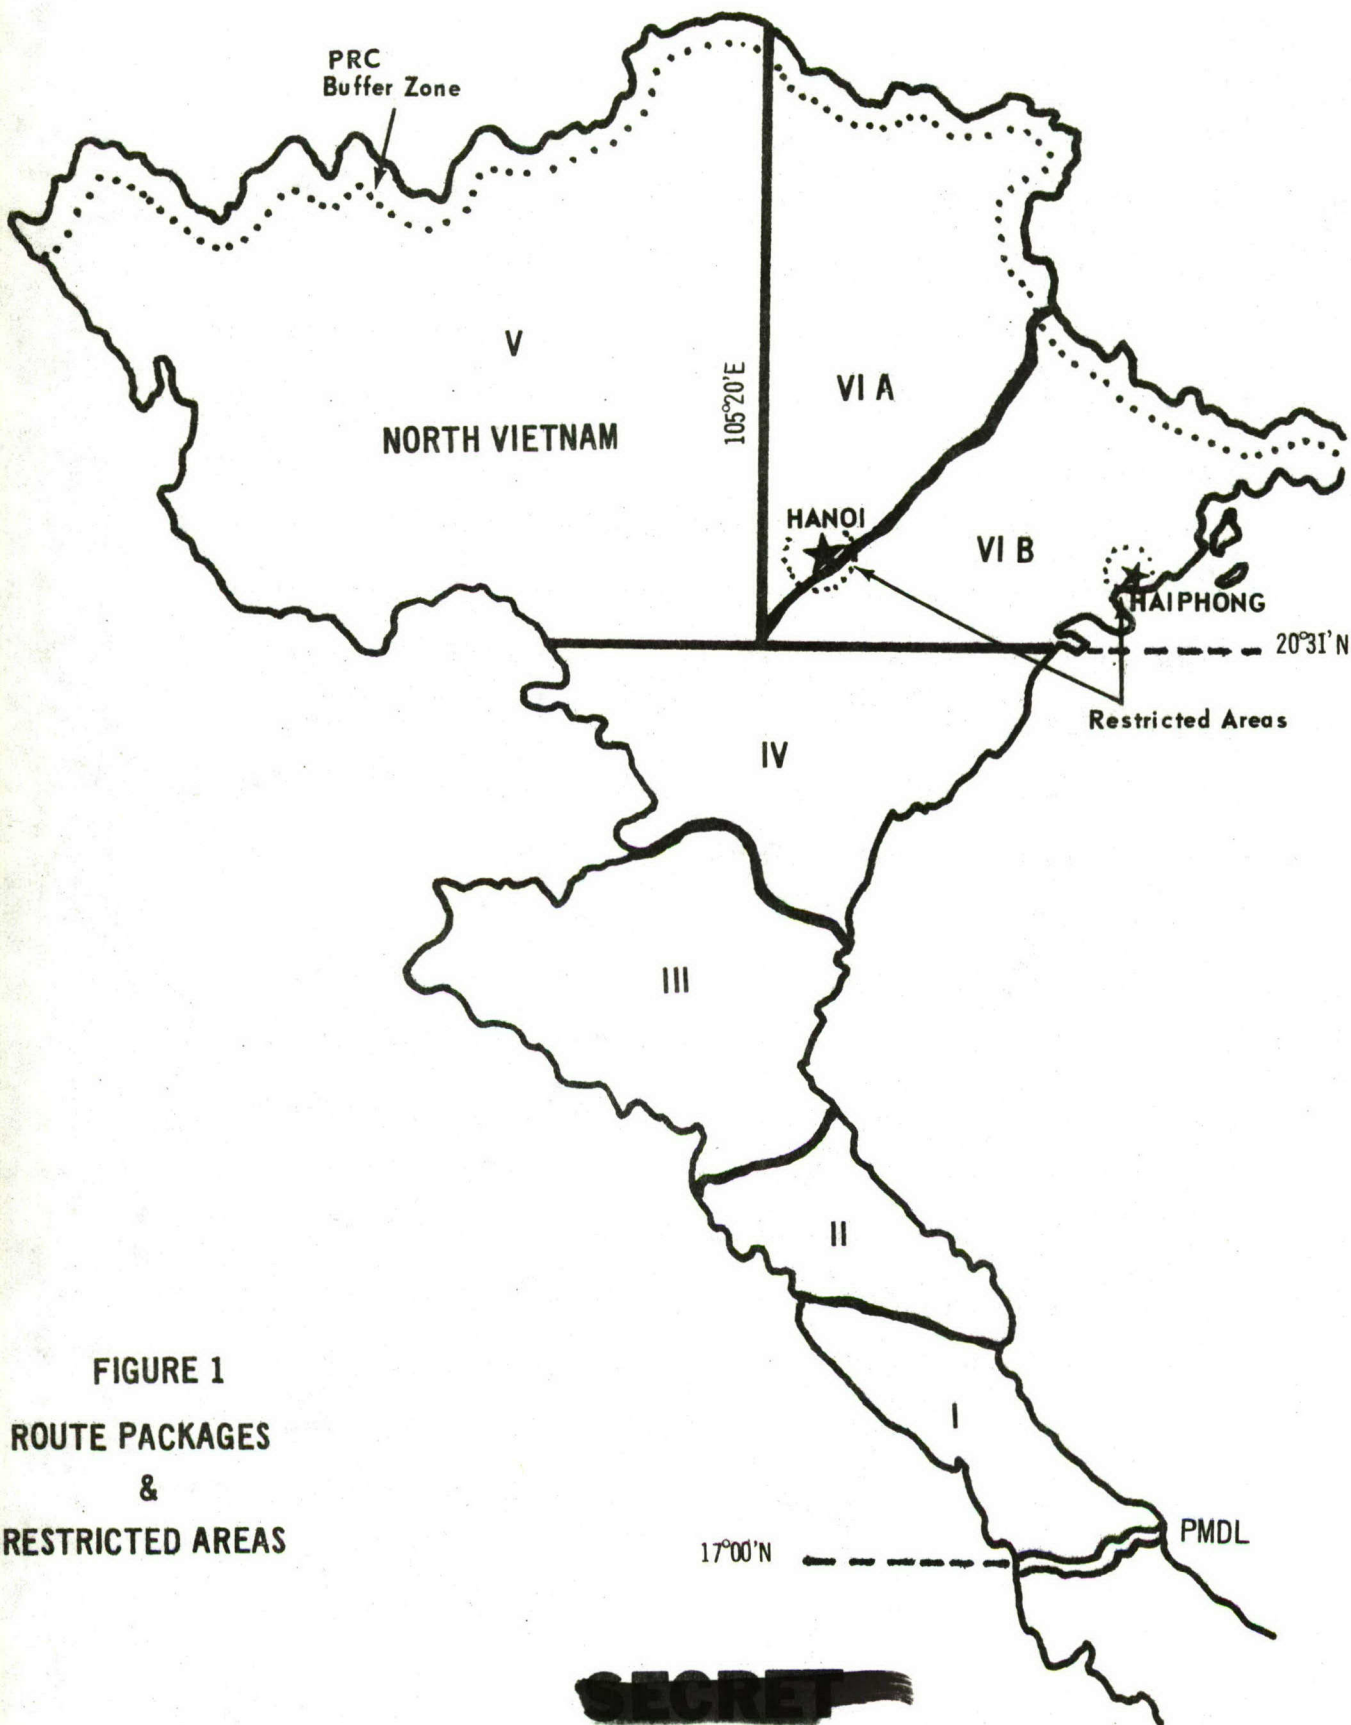 PRC
Buffer Zone
V
NORTH VIETNAM
105°20'E
VI A
HANOI
VI B
HAIPHONG
20°31'N
Restricted Areas
IV
III
II
I
FIGURE 1
ROUTE PACKAGES
&
RESTRICTED AREAS
17°00'N
PMDL
SECRET